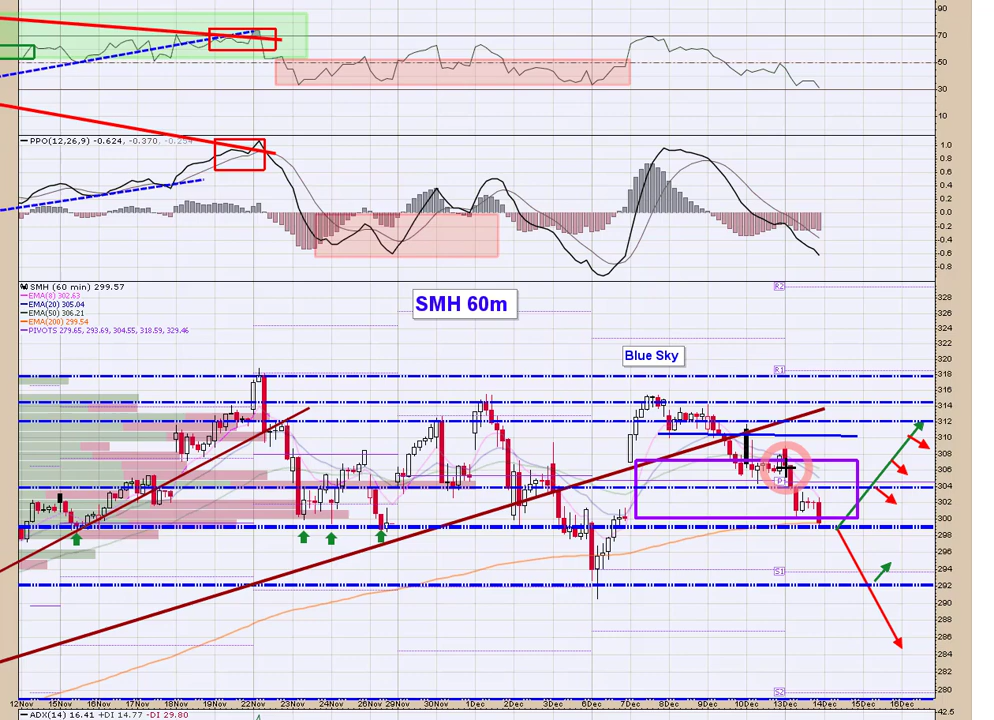 90
70
50
30
10
PPO(12,26,9) -0.624, -0.370, -0.254
1.0
0.8
0.6
0.4
0.2
0.0
-0.2
-0.4
-0.6
-0.8
SMH (60 min) 299.57
EMA(8) 302.63
EMA(20) 305.04
EMA(50) 306.21
EMA(200) 299.54
PIVOTS 279.65, 293.69, 304.55, 318.59, 329.46
SMH 60m
Blue Sky
R2
R1
P
S1
S2
328
326
324
322
320
318
316
314
312
310
308
306
304
302
300
298
296
294
292
290
288
286
284
282
280
12Nov 15Nov 16Nov 17Nov 18Nov 19Nov 22Nov 23Nov 24Nov 26Nov 29Nov 30Nov 1Dec 2Dec 3Dec 6Dec 7Dec 8Dec 9Dec 10Dec 13Dec 14Dec 15Dec 16Dec
ADX(14) 16.41 +DI 14.77 -DI 29.80
42.5